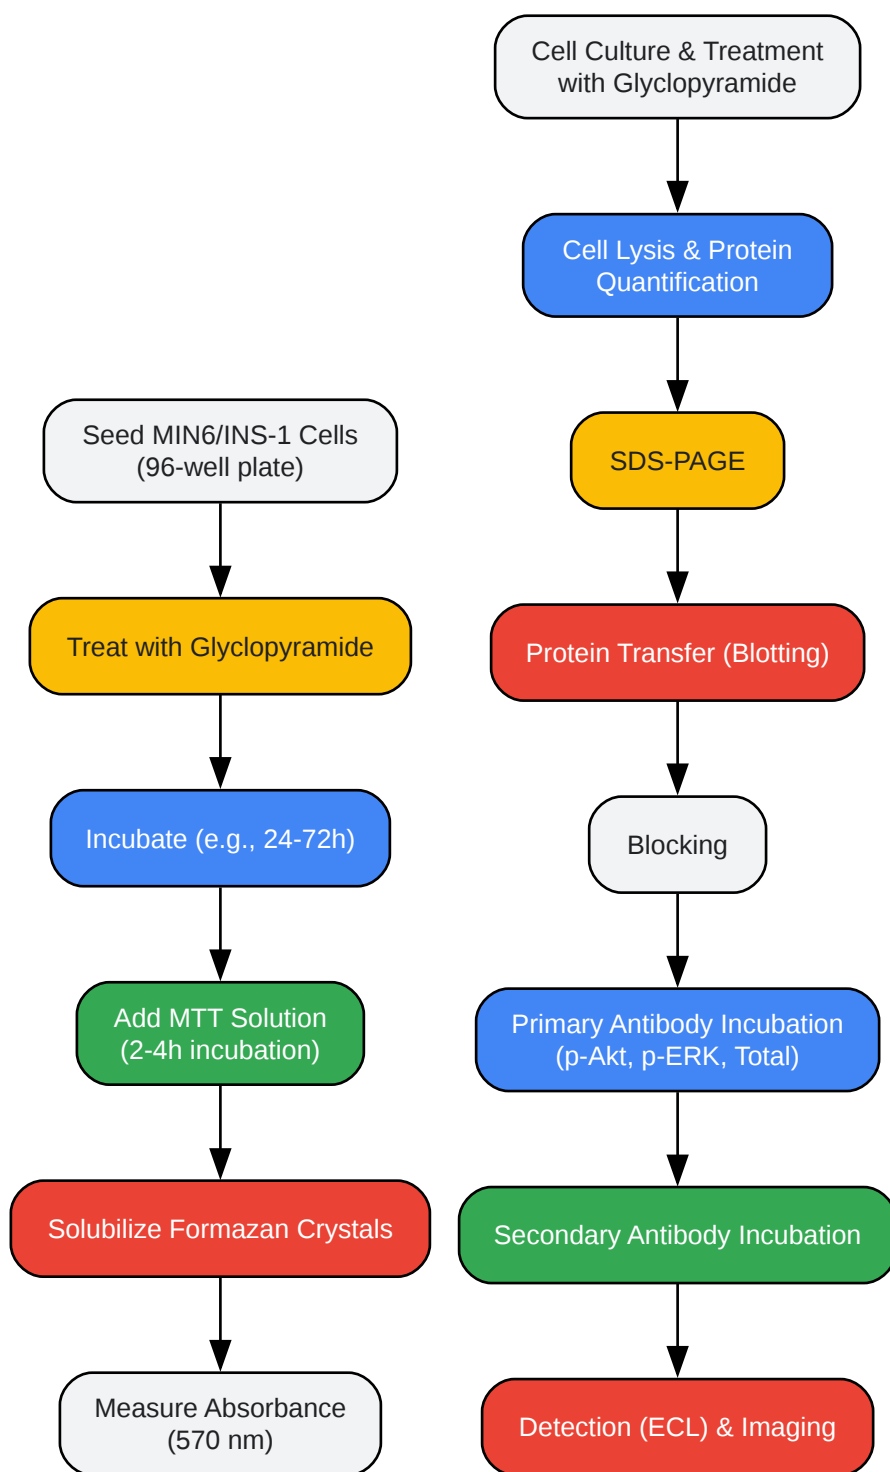 Seed MIN6/INS-1 Cells
(96-well plate)
Treat with Glyclopyramide
Incubate (e.g., 24-72h)
Add MTT Solution
(2-4h incubation)
Solubilize Formazan Crystals
Measure Absorbance
(570 nm)
Cell Culture & Treatment
with Glyclopyramide
Cell Lysis & Protein
Quantification
SDS-PAGE
Protein Transfer (Blotting)
Blocking
Primary Antibody Incubation
(p-Akt, p-ERK, Total)
Secondary Antibody Incubation
Detection (ECL) & Imaging